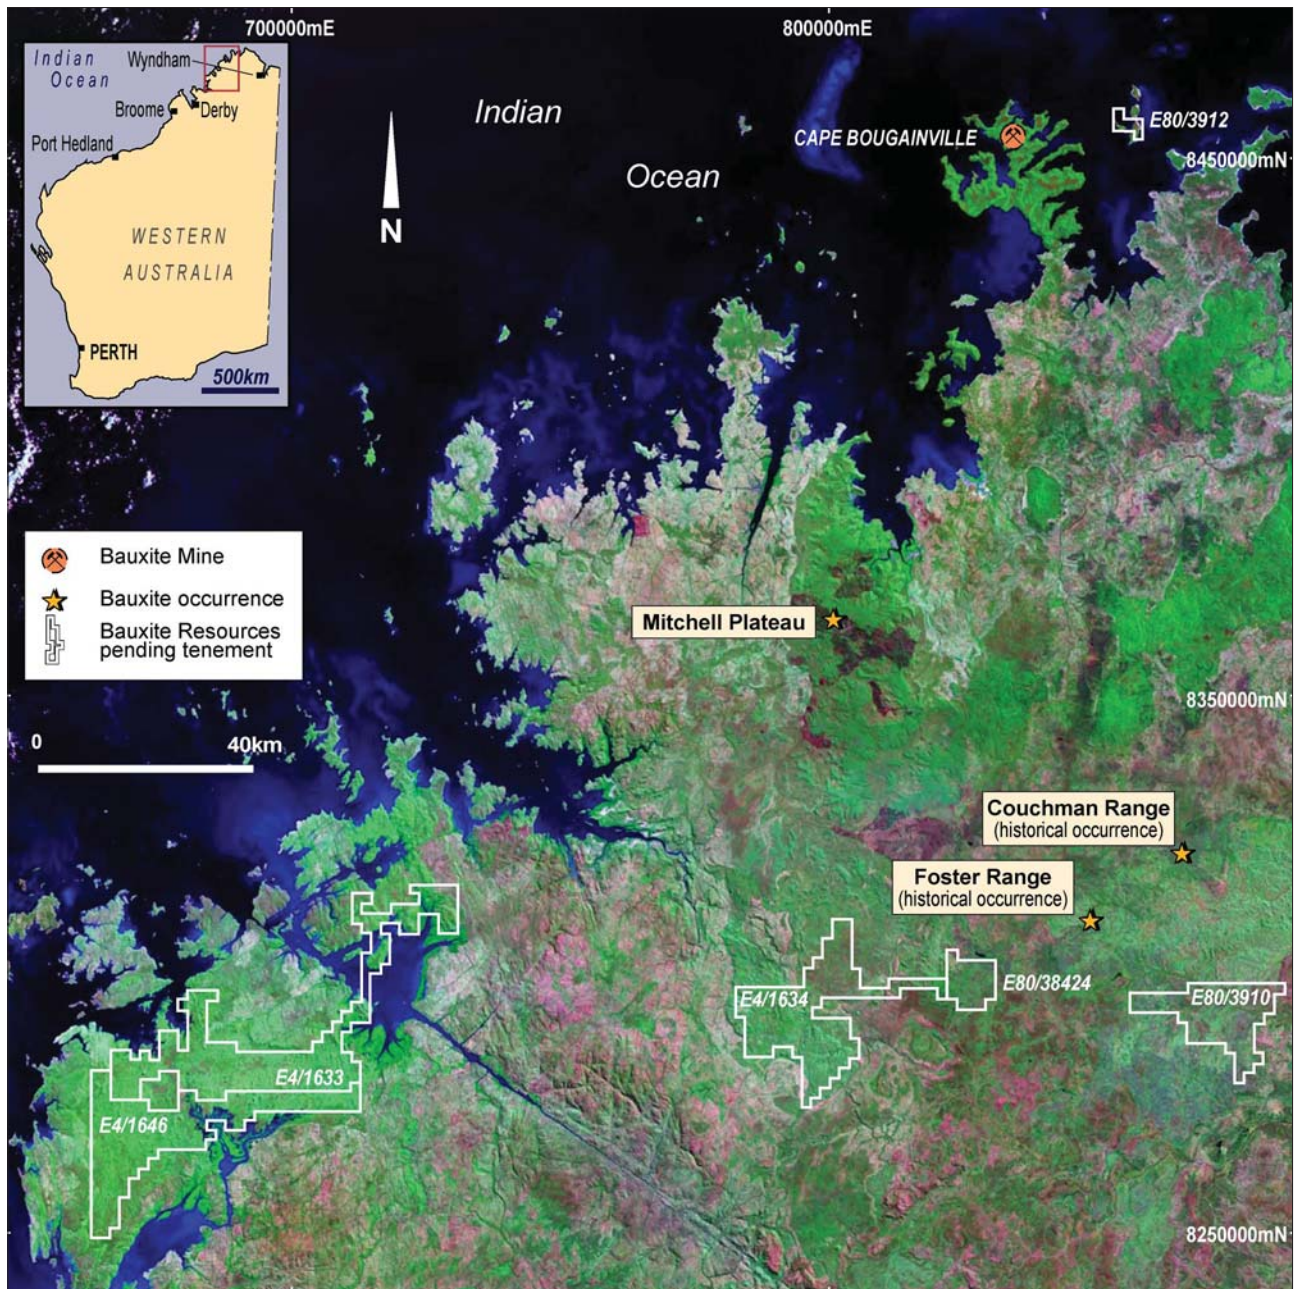 700000mE
800000mE
Indian
Ocean
Wyndham
Broome
Derby
Port Hedland
WESTERN
AUSTRALIA
PERTH
500km
Indian
Ocean
N
CAPE BOUGAINVILLE
E80/3912
8450000mN
Bauxite Mine
Bauxite occurrence
Bauxite Resources
pending tenement
Mitchell Plateau
8350000mN
0
40km
Couchman Range
(historical occurrence)
Foster Range
(historical occurrence)
E4/1634
E80/38424
E80/3910
E4/1633
E4/1646
8250000mN